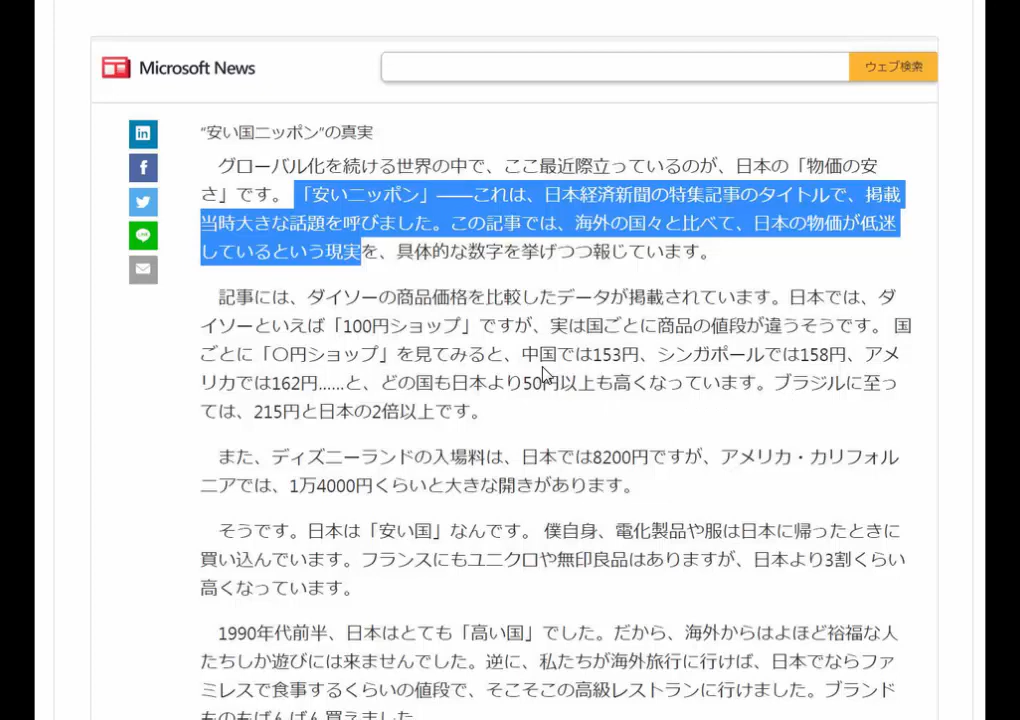 Microsoft News
ウェブ検索
“安い国ニッポン”の真実
グローバル化を続ける世界の中で、ここ最近際立っているのが、日本の「物価の安
さ」です。「安いニッポン」――これは、日本経済新聞の特集記事のタイトルで、掲載
当時大きな話題を呼びました。この記事では、海外の国々と比べて、日本の物価が低迷
しているという現実を、具体的な数字を挙げつつ報じています。
記事には、ダイソーの商品価格を比較したデータが掲載されています。日本では、ダ
イソーといえば「100円ショップ」ですが、実は国ごとに商品の値段が違うそうです。 国
ごとに「〇円ショップ」を見てみると、中国では153円、シンガポールでは158円、アメ
リカでは162円……と、どの国も日本より50円以上も高くなっています。ブラジルに至っ
ては、215円と日本の2倍以上です。
また、ディズニーランドの入場料は、日本では8200円ですが、アメリカ・カリフォル
ニアでは、1万4000円くらいと大きな開きがあります。
そうです。日本は「安い国」なんです。 僕自身、電化製品や服は日本に帰ったときに
買い込んでいます。フランスにもユニクロや無印良品はありますが、日本より3割くらい
高くなっています。
1990年代前半、日本はとても「高い国」でした。だから、海外からはよほど裕福な人
たちしか遊びには来ませんでした。逆に、私たちが海外旅行に行けば、日本でならファ
ミレスで食事するくらいの値段で、そこそこの高級レストランに行けました。ブランド
ものもばんばん買えました